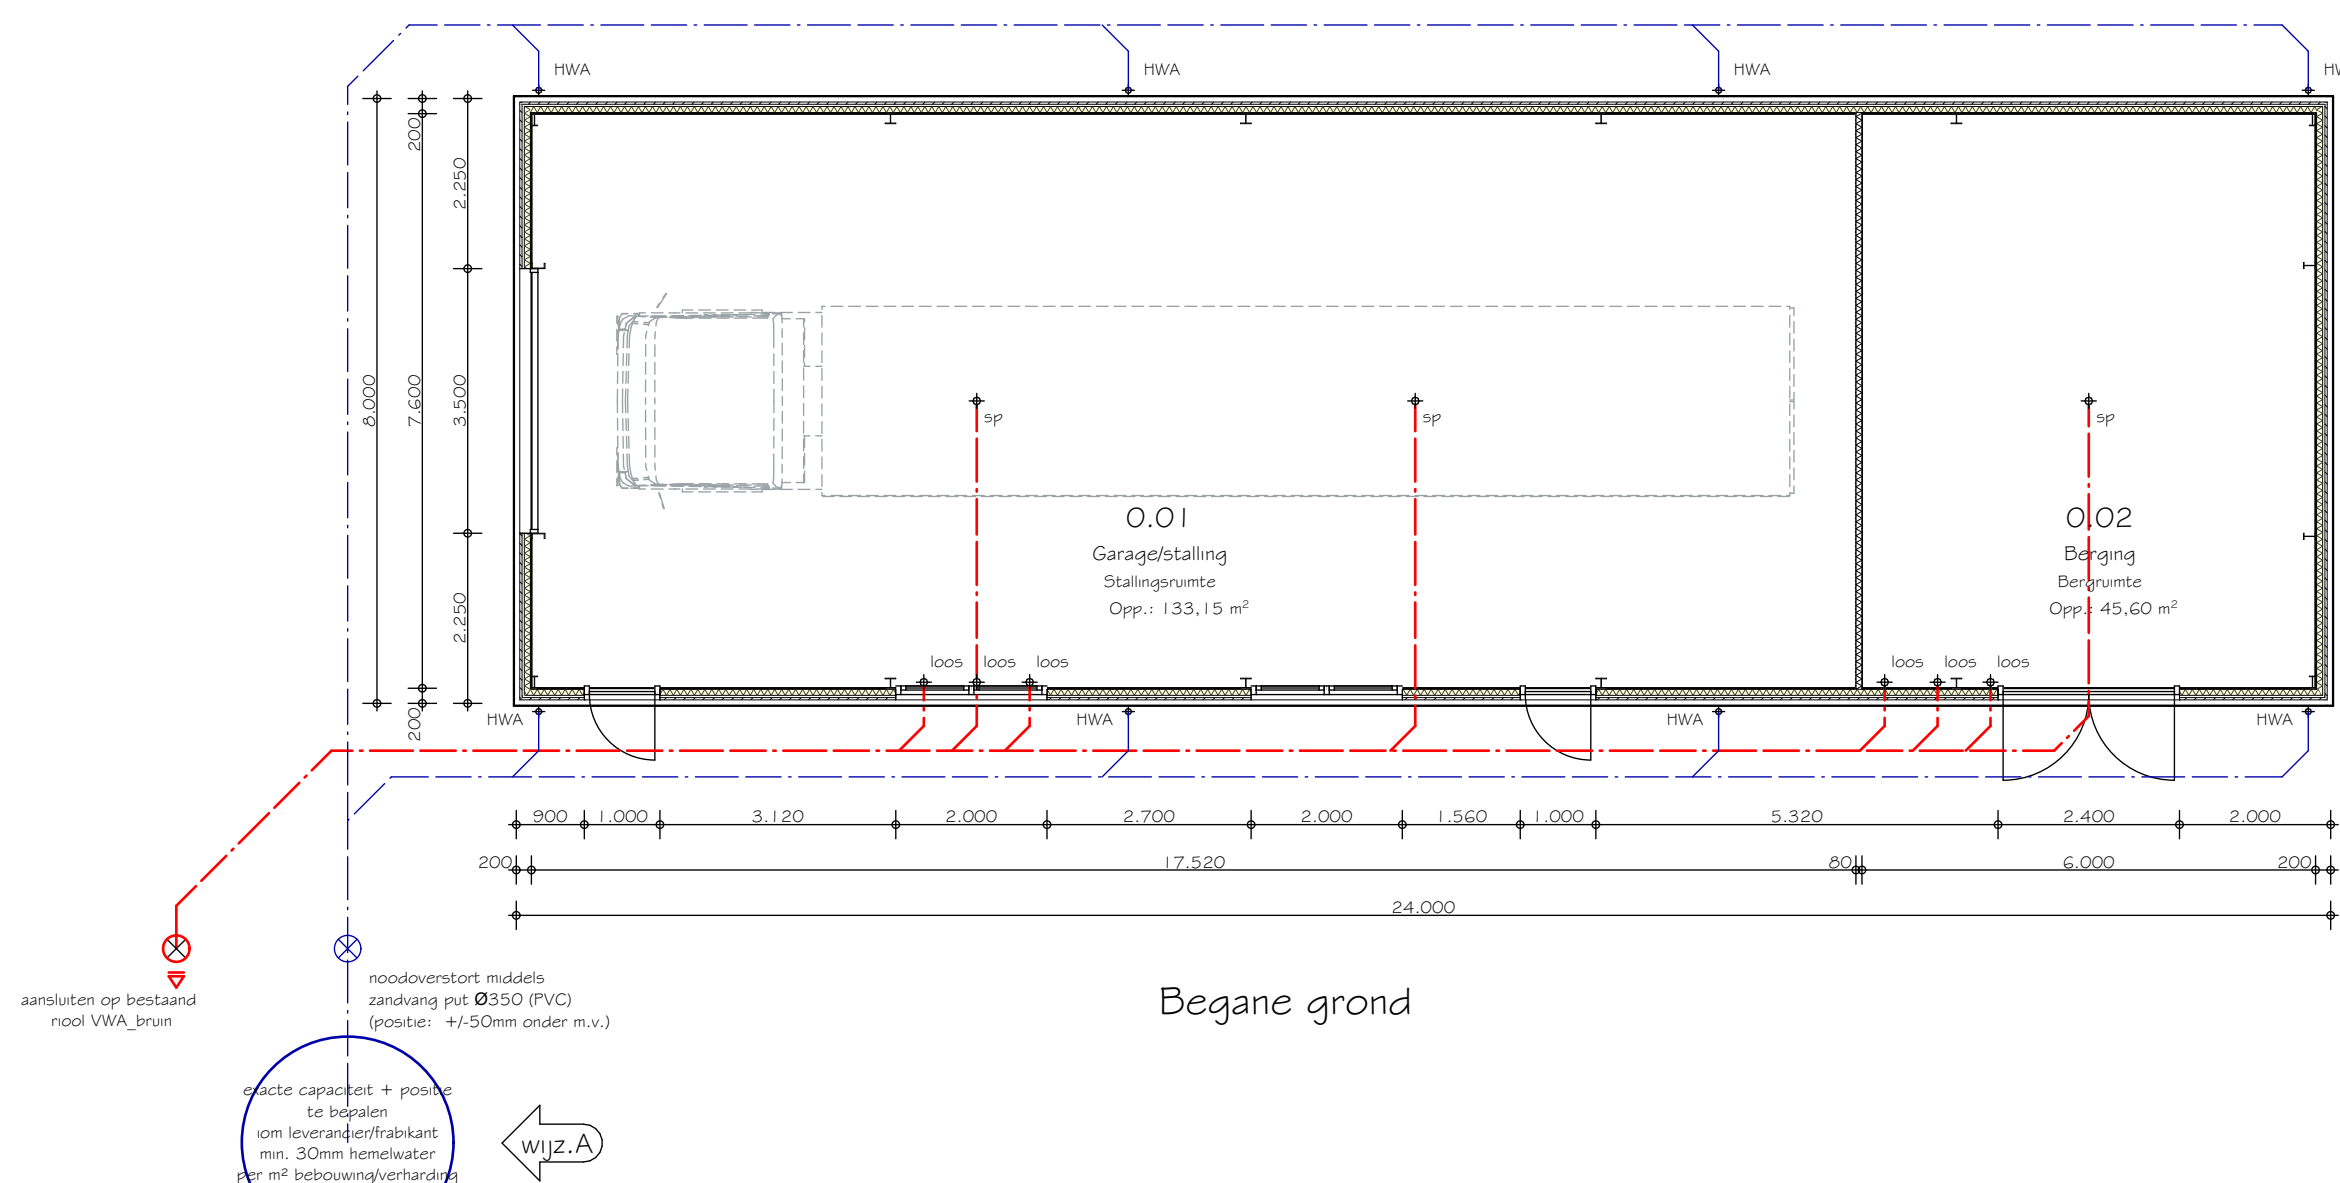 HWA
HWA
HWA
200
2.250
8.000
7.600
3.500
2.250
200
sp
sp
sp
0.01
Garage/stalling
Stallingsruimte
Opp.: 133,15 m²
0.02
Berging
Bergruimte
Opp.: 45,60 m²
loos
loos
loos
loos
loos
loos
HWA
HWA
HWA
HWA
900
1.000
3.120
2.000
2.700
2.000
1.560
1.000
5.320
2.400
2.000
200
17.520
80
6.000
200
24.000
aansluiten op bestaand
riool VWA_bruin
noodoverstort middels
zandvang put Ø350 (PVC)
(positie: +/-50mm onder m.v.)
Begane grond
exacte capaciteit + positie
te bepalen
iom leverancier/frabikant
min. 30mm hemelwater
per m² bebouwing/verharding
wijz.A